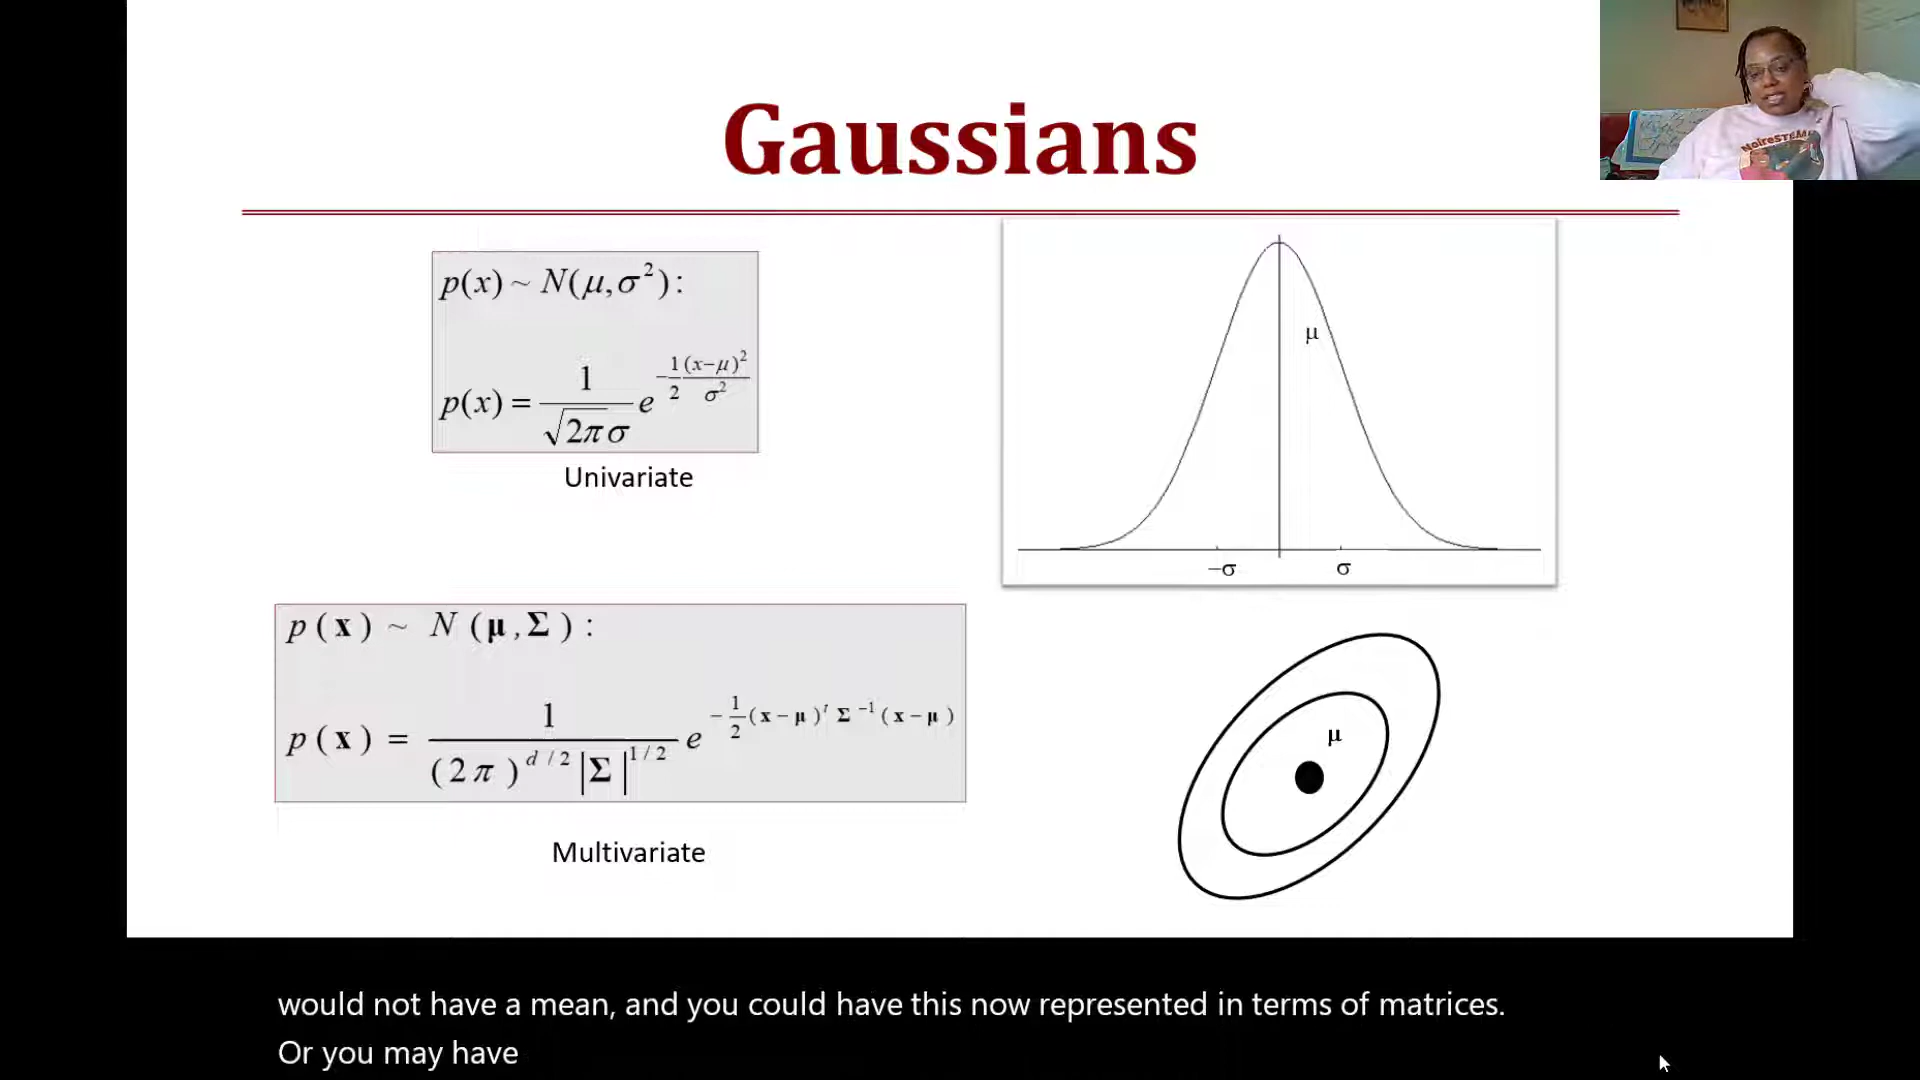 Gaussians
NoireSTEM
p(x) ~ N(μ,σ²):
p(x) = 1/(√2π σ) e^(-1/2 (x-μ)²/σ²)
Univariate
μ
-σ σ
p(x) ~ N(μ,Σ):
p(x) = 1/((2π)^(d/2) |Σ|^(1/2)) e^(-1/2 (x-μ)^t Σ^(-1) (x-μ))
Multivariate
μ
would not have a mean, and you could have this now represented in terms of matrices.
Or you may have